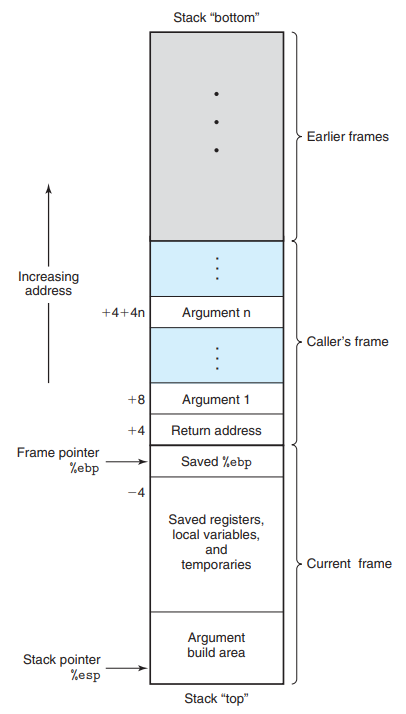 Stack “bottom”
Earlier frames
Increasing
address
+4+4n
Argument n
Caller’s frame
+8
Argument 1
+4
Return address
Frame pointer
%ebp
Saved %ebp
−4
Saved registers,
local variables,
and
temporaries
Current frame
Argument
build area
Stack pointer
%esp
Stack “top”